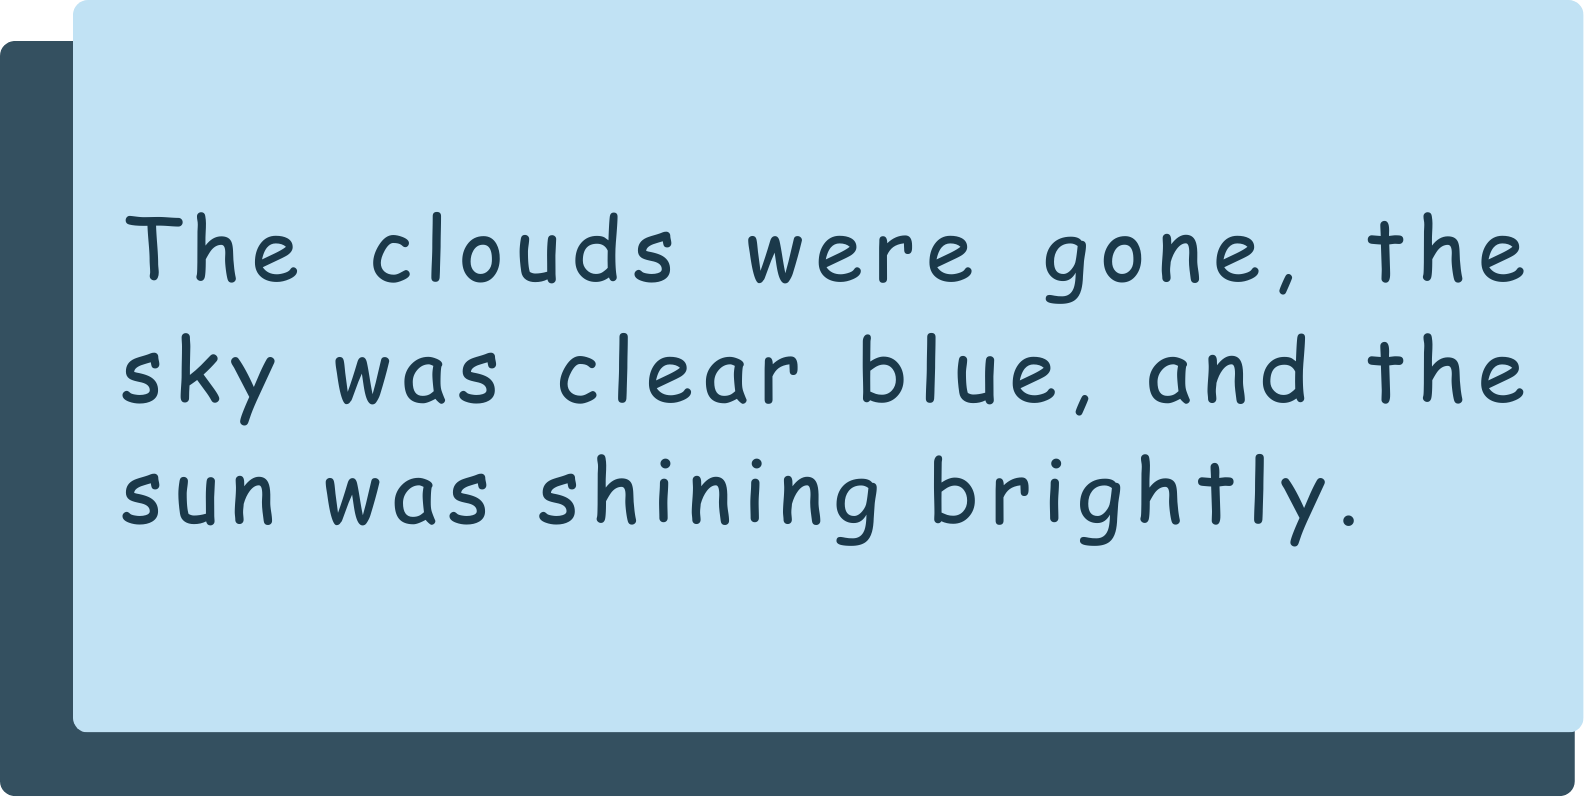 The clouds were gone, the
sky was clear blue, and the
sun was shining brightly.